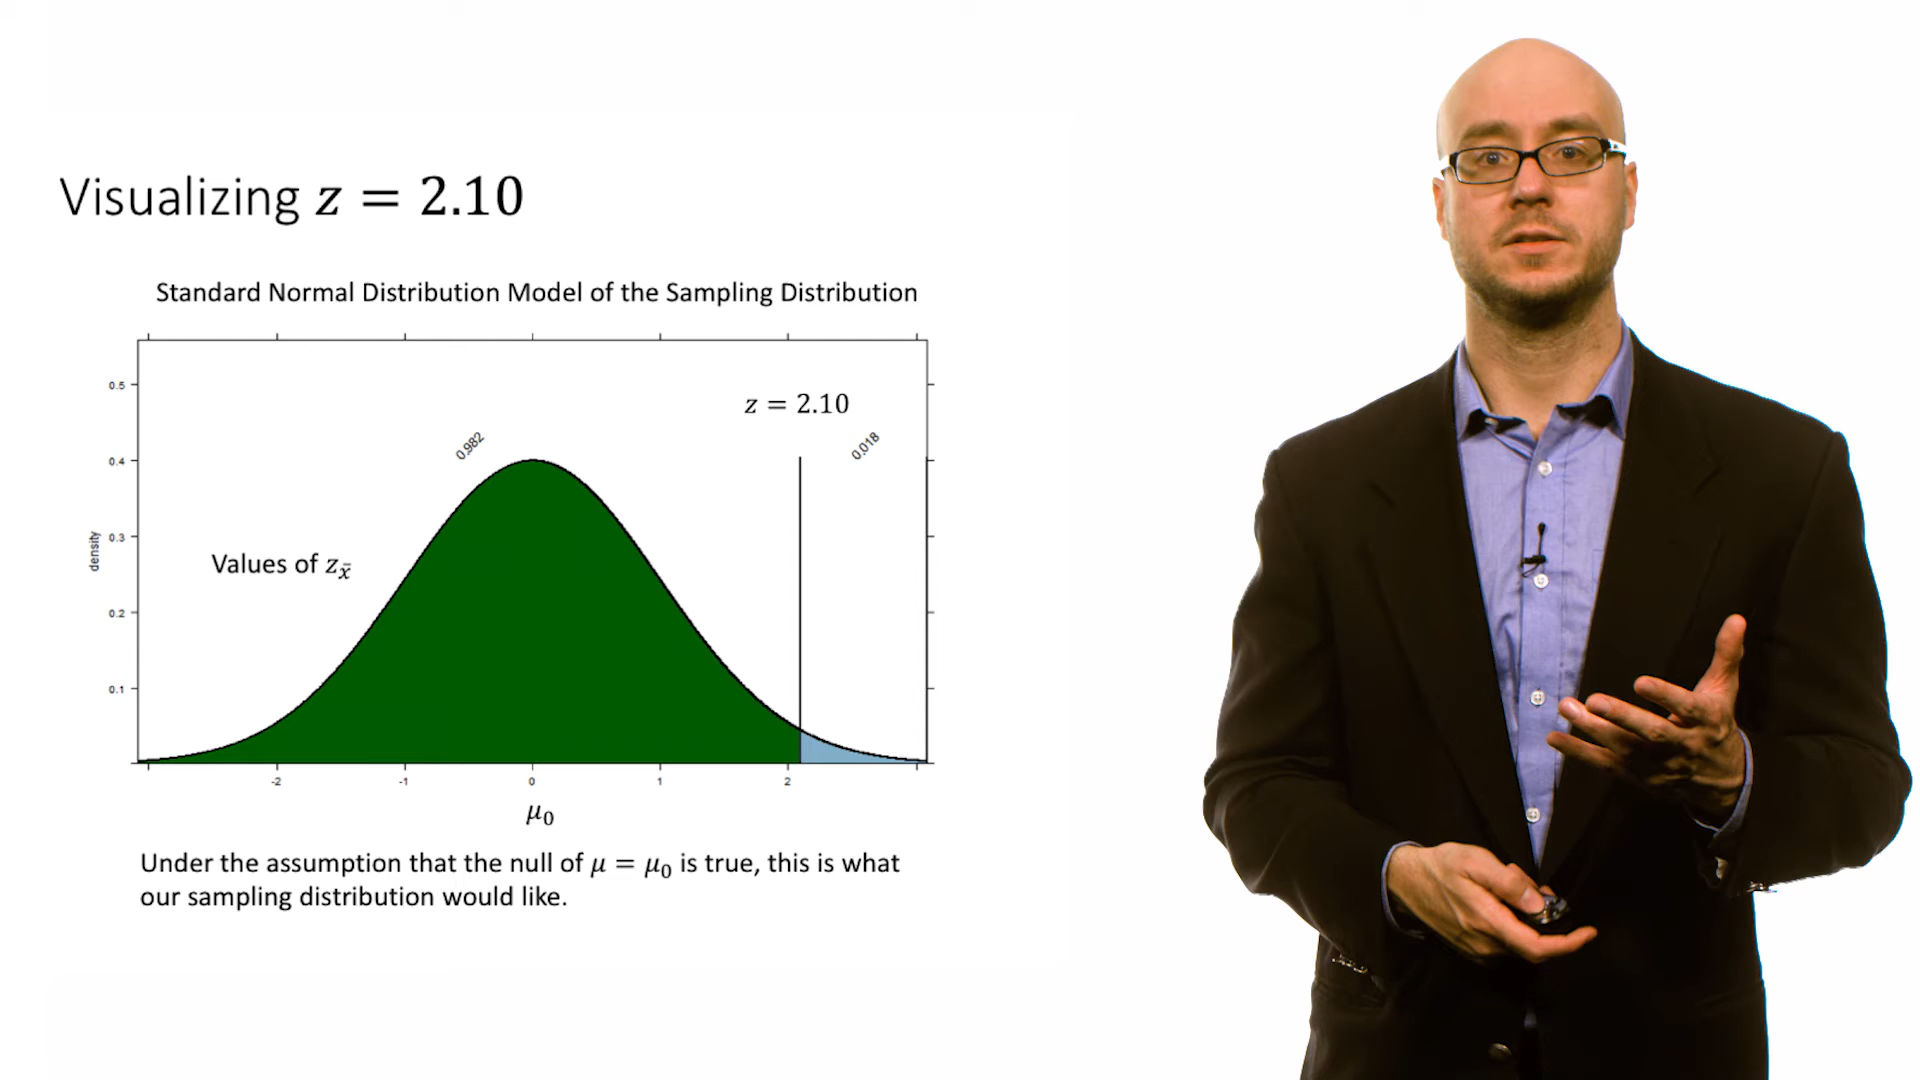 Visualizing z = 2.10
Standard Normal Distribution Model of the Sampling Distribution
0.5
z = 2.10
0.982
0.018
0.4
density
0.3
Values of z_x̄
0.2
0.1
-2 -1 0 1 2
μ₀
Under the assumption that the null of μ = μ₀ is true, this is what
our sampling distribution would like.